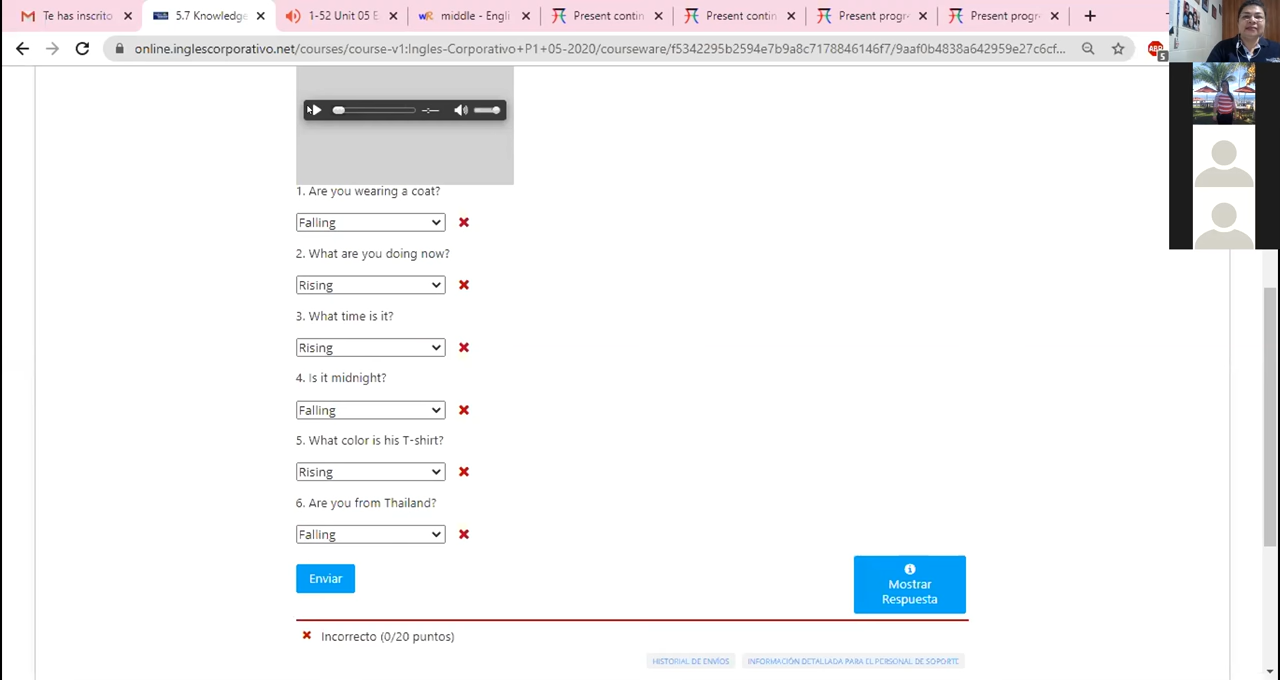 Te has inscrito
5.7 Knowledge
1-52 Unit 05 E
middle - Engli
Present contin
Present contin
Present progr
Present progr
online.inglescorporativo.net/courses/course-v1:Ingles-Corporativo+P1+05-2020/courseware/f5342295b2594e7b9a8c7178846146f7/9aaf0b4838a642959e27c6cf...
ABP
5
1. Are you wearing a coat?
Falling
2. What are you doing now?
Rising
3. What time is it?
Rising
4. Is it midnight?
Falling
5. What color is his T-shirt?
Rising
6. Are you from Thailand?
Falling
Enviar
Mostrar
Respuesta
Incorrecto (0/20 puntos)
HISTORIAL DE ENVÍOS
INFORMACIÓN DETALLADA PARA EL PERSONAL DE SOPORTE